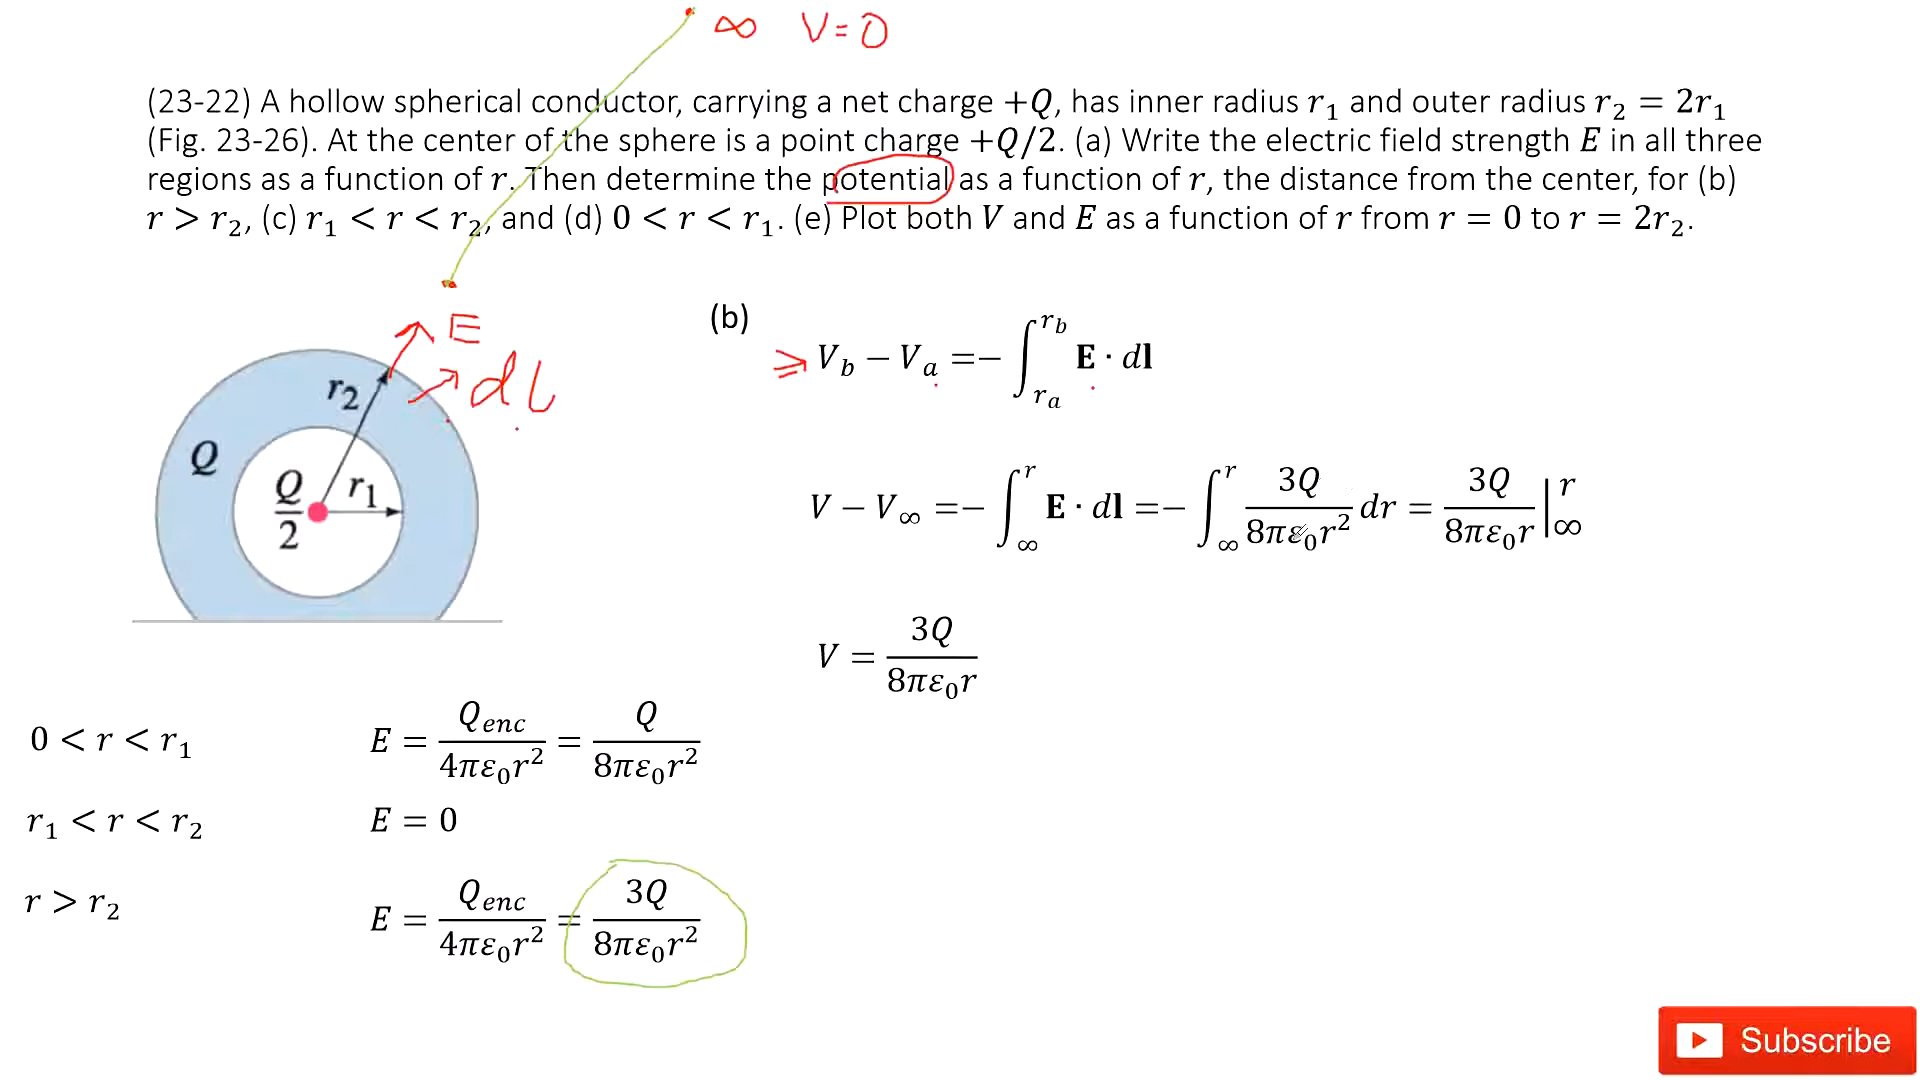 ∞ V=0
(23-22) A hollow spherical conductor, carrying a net charge +Q, has inner radius r₁ and outer radius r₂ = 2r₁
(Fig. 23-26). At the center of the sphere is a point charge +Q/2. (a) Write the electric field strength E in all three
regions as a function of r. Then determine the potential as a function of r, the distance from the center, for (b)
r > r₂, (c) r₁ < r < r₂, and (d) 0 < r < r₁. (e) Plot both V and E as a function of r from r = 0 to r = 2r₂.
E
dl
r₂
Q
Q/2
r₁
(b)
V_b − V_a = −∫_{r_a}^{r_b} E · dl
V − V_∞ = −∫_∞^r E · dl = −∫_∞^r 3Q/(8πε₀r²) dr = 3Q/(8πε₀r) |_∞^r
V = 3Q/(8πε₀r)
0 < r < r₁ E = Q_enc/(4πε₀r²) = Q/(8πε₀r²)
r₁ < r < r₂ E = 0
r > r₂ E = Q_enc/(4πε₀r²) = 3Q/(8πε₀r²)
Subscribe